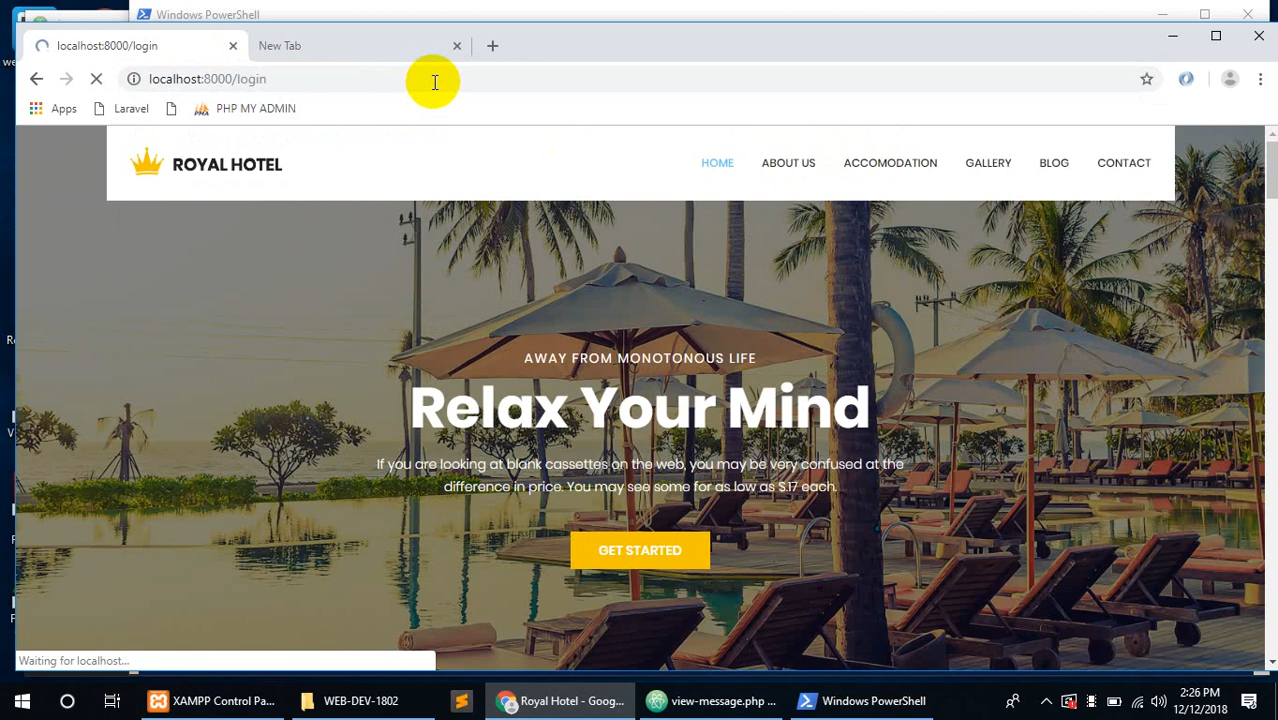 Windows PowerShell
localhost:8000/login
New Tab
localhost:8000/login
Apps
Laravel
PHP MY ADMIN
ROYAL HOTEL
HOME
ABOUT US
ACCOMODATION
GALLERY
BLOG
CONTACT
AWAY FROM MONOTONOUS LIFE
Relax Your Mind
If you are looking at blank cassettes on the web, you may be very confused at the
difference in price. You may see some for as low as $.17 each.
GET STARTED
Waiting for localhost...
XAMPP Control Pa...
WEB-DEV-1802
Royal Hotel - Goog...
view-message.php ...
Windows PowerShell
2:26 PM
12/12/2018